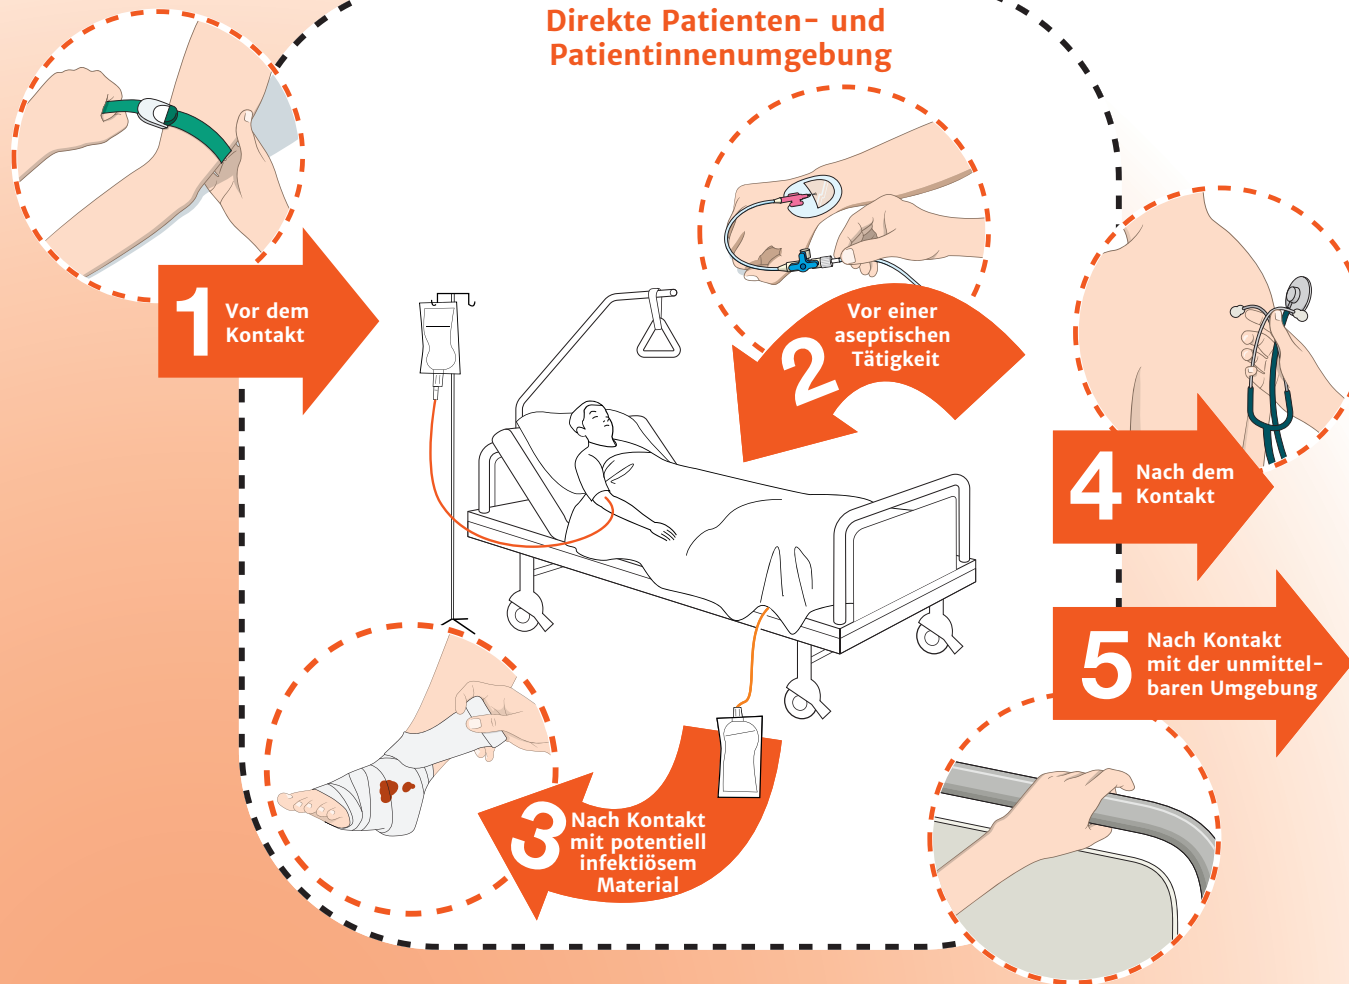 Direkte Patienten- und
Patientinnenumgebung
1
Vor dem
Kontakt
2
Vor einer
aseptischen
Tätigkeit
3
Nach Kontakt
mit potentiell
infektiösem
Material
4
Nach dem
Kontakt
5
Nach Kontakt
mit der unmittel-
baren Umgebung